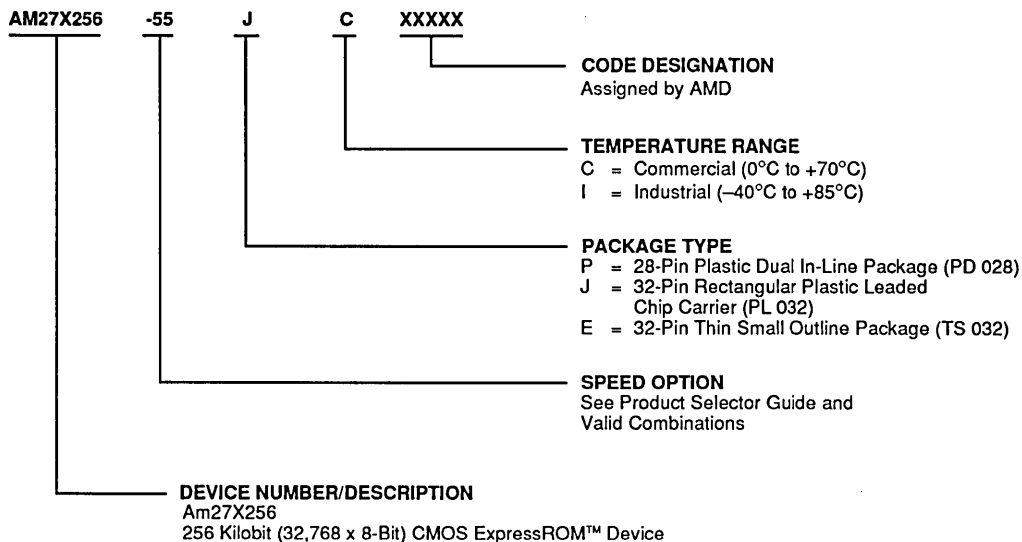 AM27X256 -55 J C XXXXX
CODE DESIGNATION
Assigned by AMD
TEMPERATURE RANGE
C = Commercial (0°C to +70°C)
I = Industrial (–40°C to +85°C)
PACKAGE TYPE
P = 28-Pin Plastic Dual In-Line Package (PD 028)
J = 32-Pin Rectangular Plastic Leaded
Chip Carrier (PL 032)
E = 32-Pin Thin Small Outline Package (TS 032)
SPEED OPTION
See Product Selector Guide and
Valid Combinations
DEVICE NUMBER/DESCRIPTION
Am27X256
256 Kilobit (32,768 x 8-Bit) CMOS ExpressROM™ Device